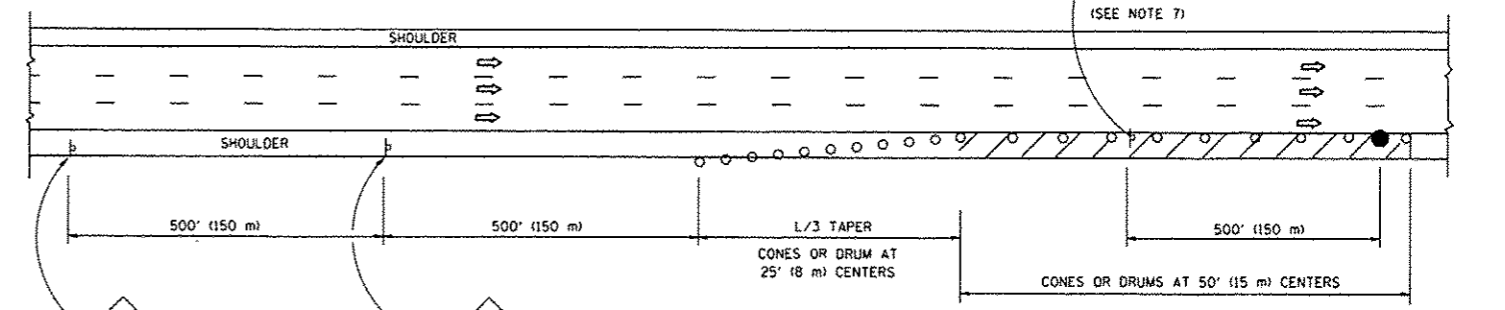 (SEE NOTE 7)
SHOULDER
SHOULDER
500' (150 m)
500' (150 m)
L/3 TAPER
500' (150 m)
CONES OR DRUM AT
25' (8 m) CENTERS
CONES OR DRUMS AT 50' (15 m) CENTERS